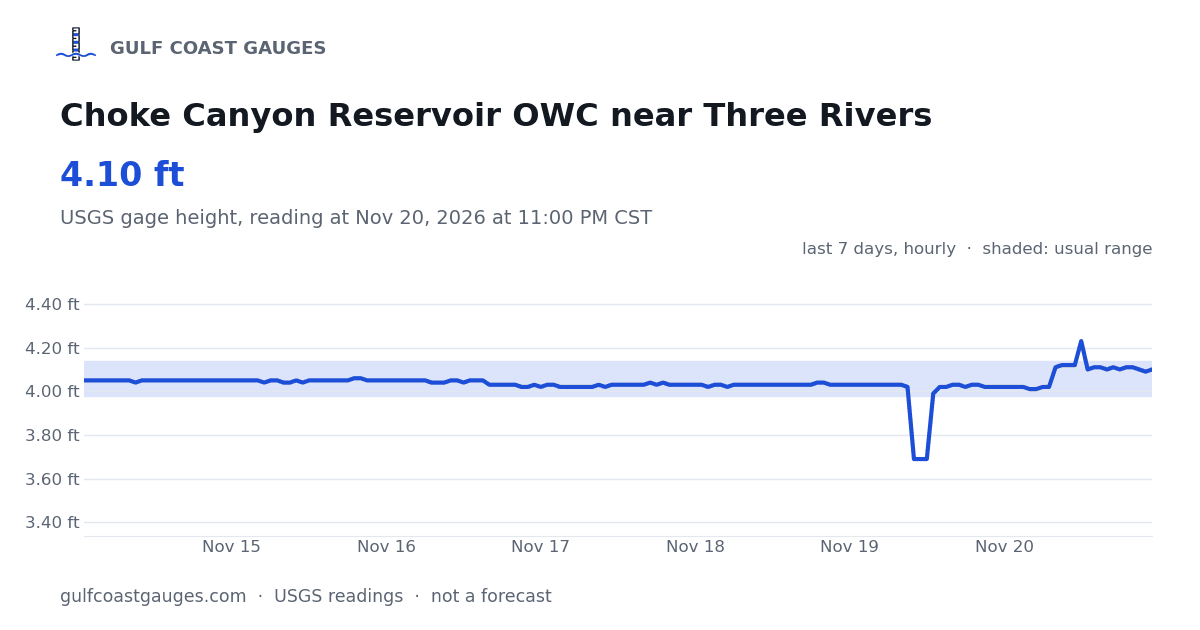 GULF COAST GAUGES
Choke Canyon Reservoir OWC near Three Rivers
4.10 ft
USGS gage height, reading at Nov 20, 2026 at 11:00 PM CST
last 7 days, hourly · shaded: usual range
4.40 ft
4.20 ft
4.00 ft
3.80 ft
3.60 ft
3.40 ft
Nov 15 Nov 16 Nov 17 Nov 18 Nov 19 Nov 20
gulfcoastgauges.com · USGS readings · not a forecast